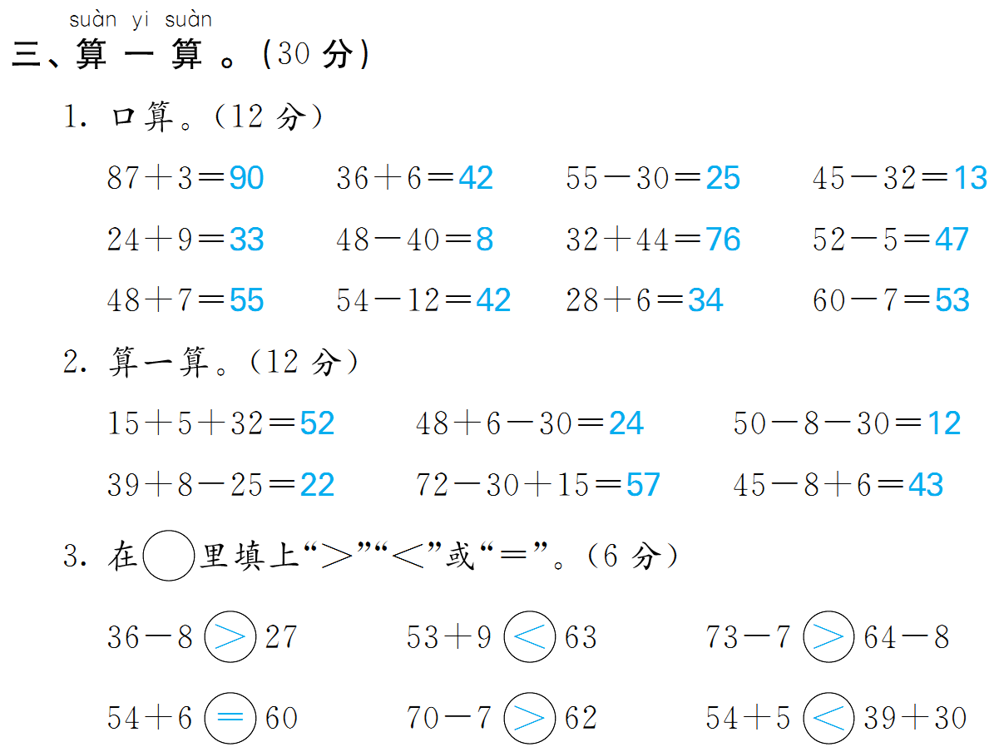 suàn yi suàn
三、算一算。(30 分)
1. 口算。(12 分)
87+3=90 36+6=42 55-30=25 45-32=13
24+9=33 48-40=8 32+44=76 52-5=47
48+7=55 54-12=42 28+6=34 60-7=53
2. 算一算。(12 分)
15+5+32=52 48+6-30=24 50-8-30=12
39+8-25=22 72-30+15=57 45-8+6=43
3. 在○里填上“>”“<”或“=”。(6 分)
36-8 > 27 53+9 < 63 73-7 > 64-8
54+6 = 60 70-7 > 62 54+5 < 39+30